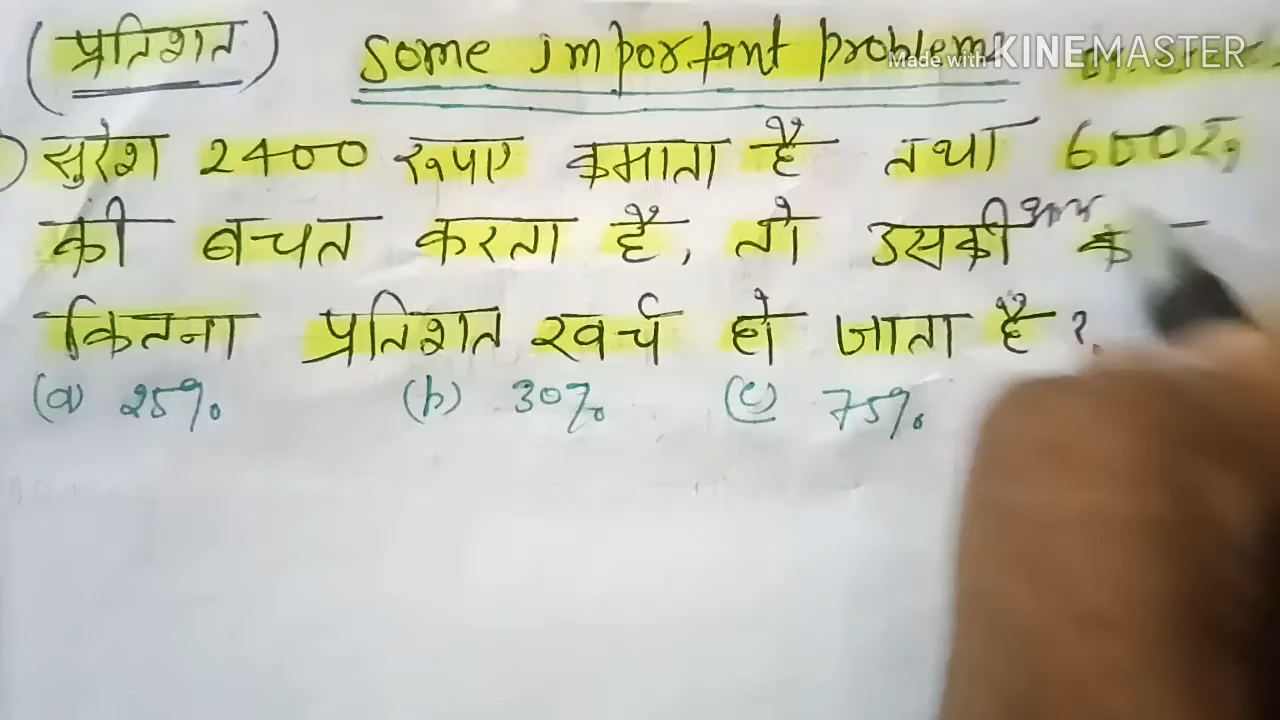 (प्रतिशत) Some important problems
Made with KINEMASTER
सुरेश 2400 रूपए कमाता है तथा 600रु
की बचत करता है, तो उसकी आय का
कितना प्रतिशत खर्च हो जाता है ?
(a) 25% (b) 30% (c) 75%